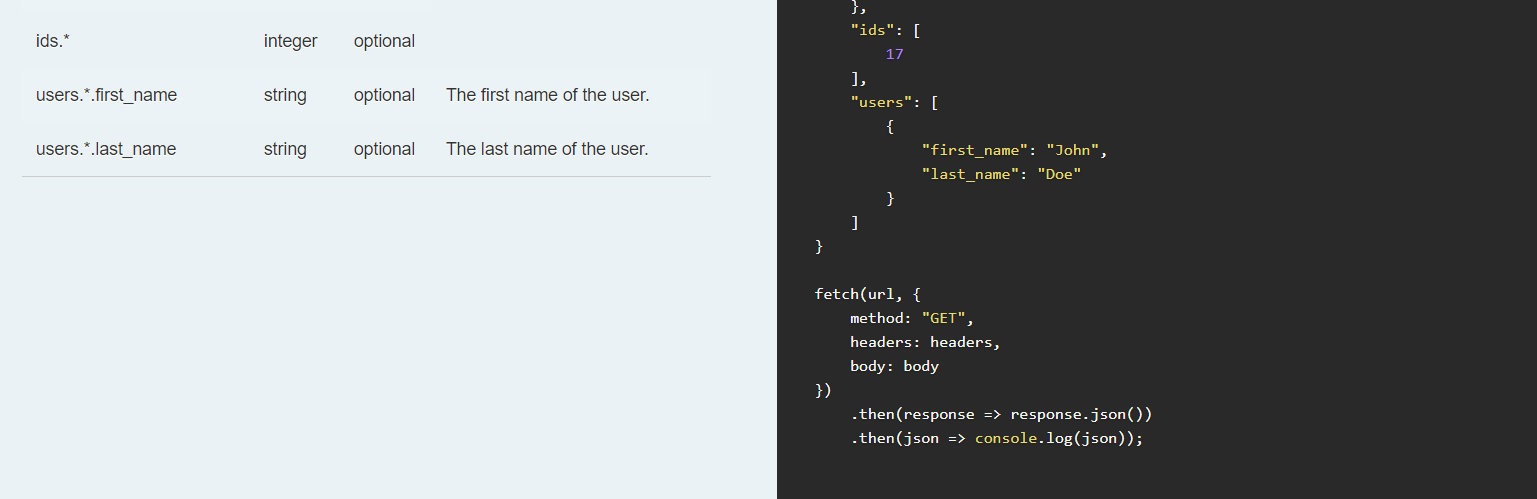 ids.* integer optional
users.*.first_name string optional The first name of the user.
users.*.last_name string optional The last name of the user.
    },
    "ids": [
        17
    ],
    "users": [
        {
            "first_name": "John",
            "last_name": "Doe"
        }
    ]
}
fetch(url, {
    method: "GET",
    headers: headers,
    body: body
})
    .then(response => response.json())
    .then(json => console.log(json));